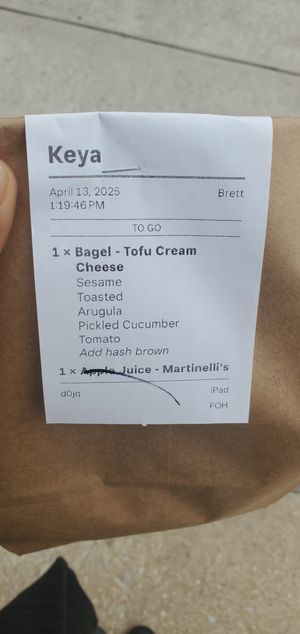 Keya
April 13, 2025 Brett
1:19:46 PM
TO GO
1 × Bagel - Tofu Cream
Cheese
Sesame
Toasted
Arugula
Pickled Cucumber
Tomato
Add hash brown
1 × Apple Juice - Martinelli's
d0jq iPad
FOH